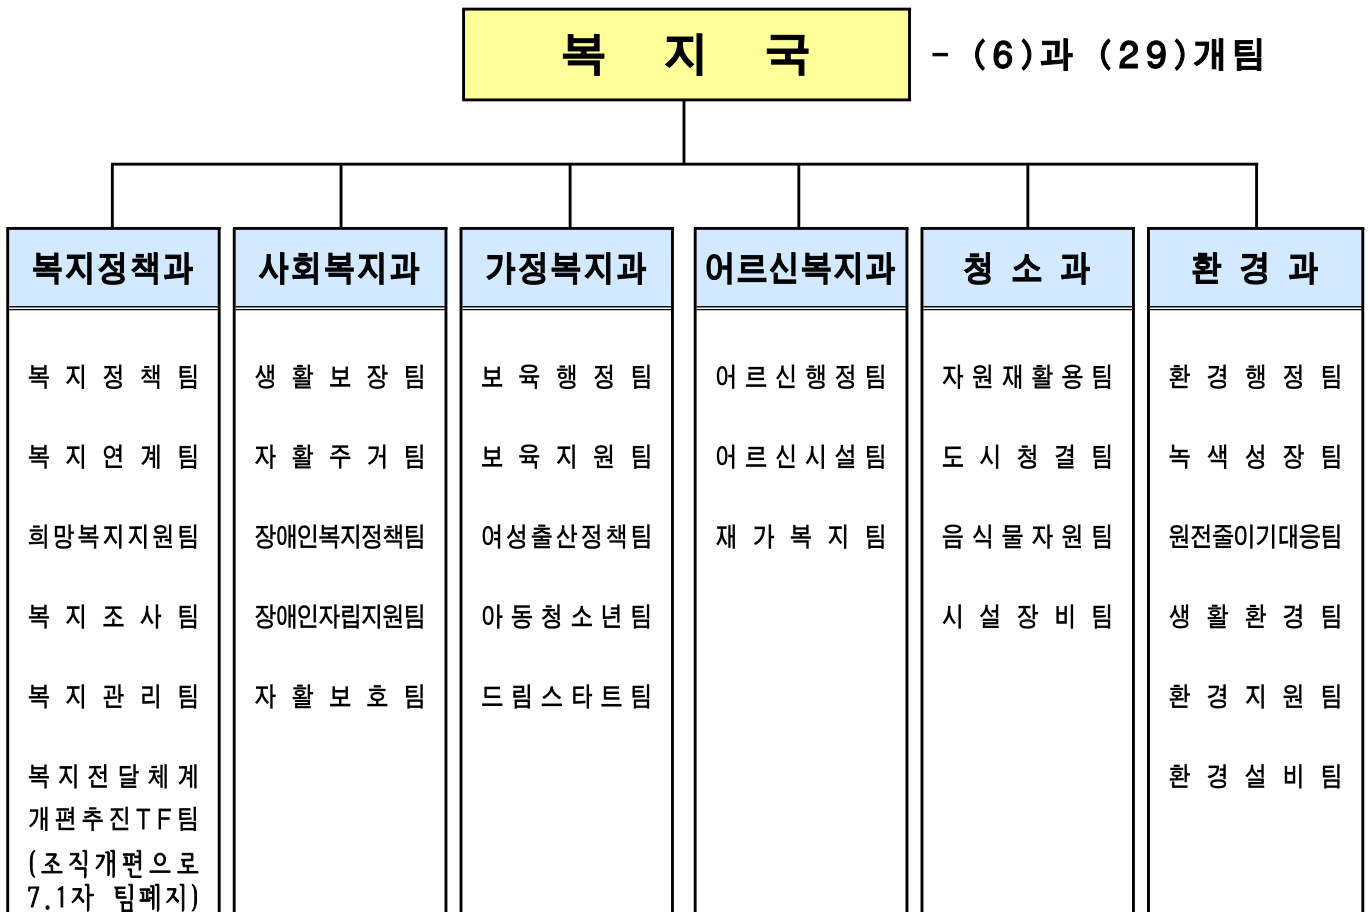 복 지 국
- (6)과 (29)개팀
복지정책과
복지정책팀
복지연계팀
희망복지지원팀
복지조사팀
복지관리팀
복지전달체계
개편추진TF팀
(조직개편으로
7.1자 팀폐지)
사회복지과
생활보장팀
자활주거팀
장애인복지정책팀
장애인자립지원팀
자활보호팀
가정복지과
보육행정팀
보육지원팀
여성출산정책팀
아동청소년팀
드림스타트팀
어르신복지과
어르신행정팀
어르신시설팀
재가복지팀
청 소 과
자원재활용팀
도시청결팀
음식물자원팀
시설장비팀
환 경 과
환경행정팀
녹색성장팀
원전줄이기대응팀
생활환경팀
환경지원팀
환경설비팀